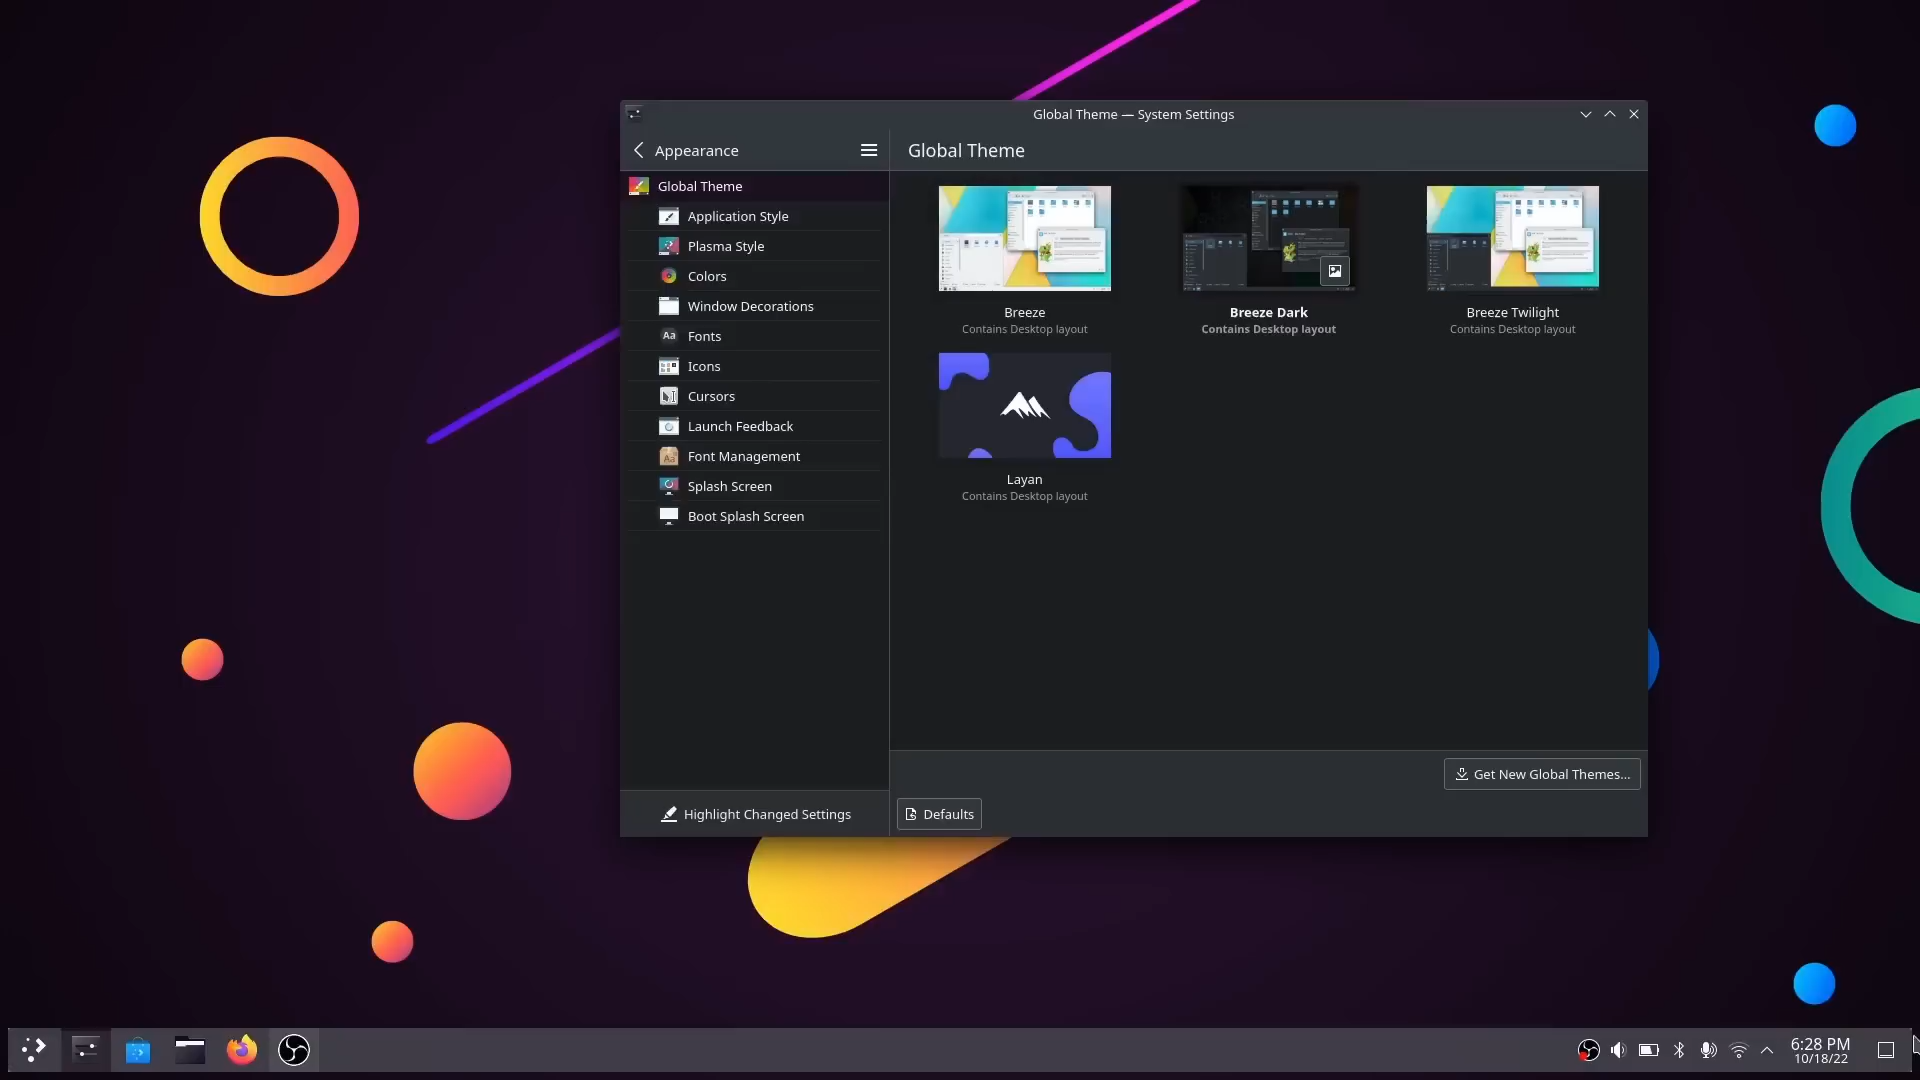 Global Theme — System Settings
Appearance
Global Theme
Global Theme
Application Style
Plasma Style
Colors
Window Decorations
Fonts
Icons
Cursors
Launch Feedback
Font Management
Splash Screen
Boot Splash Screen
Highlight Changed Settings
Breeze
Contains Desktop layout
Breeze Dark
Contains Desktop layout
Breeze Twilight
Contains Desktop layout
Layan
Contains Desktop layout
Get New Global Themes...
Defaults
6:28 PM
10/18/22